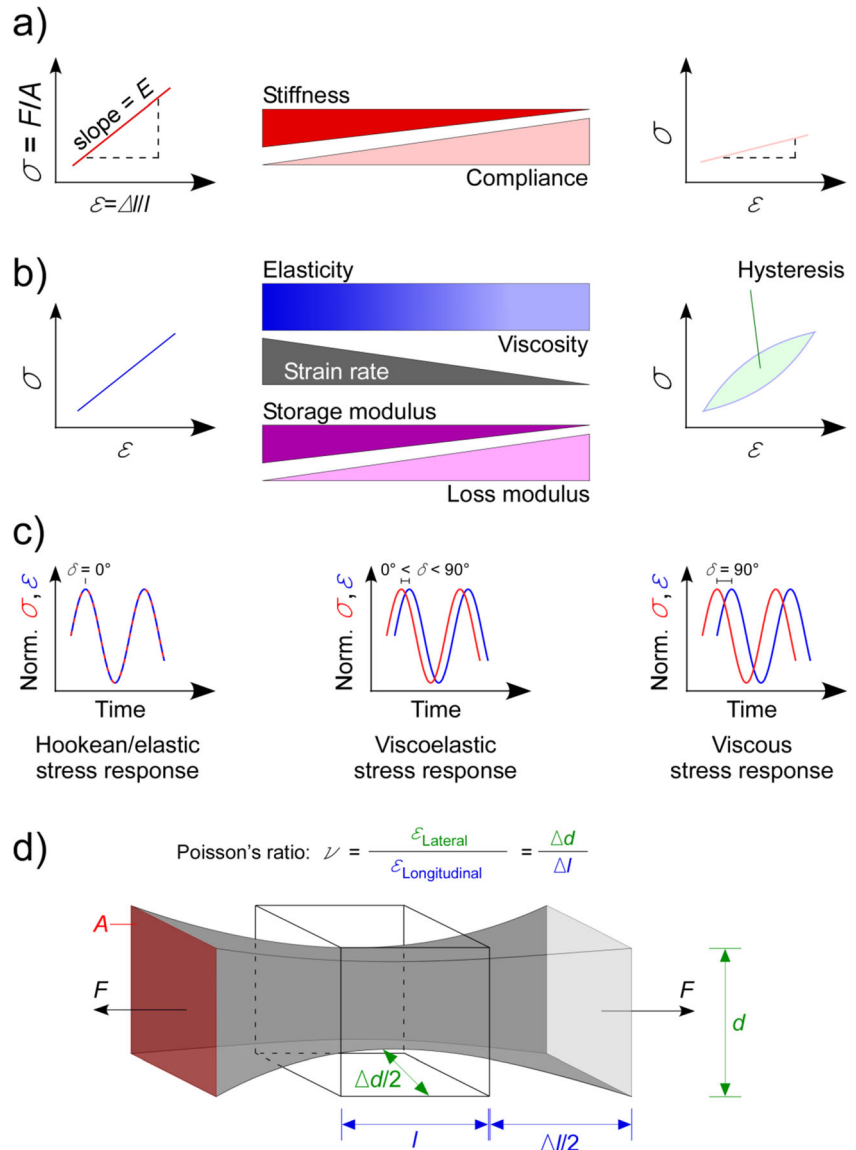 a)
σ = F/A
slope = E
ε=Δl/l
Stiffness
Compliance
σ
ε
b)
σ
ε
Elasticity
Viscosity
Strain rate
Storage modulus
Loss modulus
Hysteresis
σ
ε
c)
δ = 0°
Norm. σ, ε
Time
Hookean/elastic
stress response
0° < δ < 90°
Norm. σ, ε
Time
Viscoelastic
stress response
δ = 90°
Norm. σ, ε
Time
Viscous
stress response
d)
Poisson's ratio: ν = εLateral / εLongitudinal = Δd / Δl
A
F
F
d
Δd/2
l
Δl/2